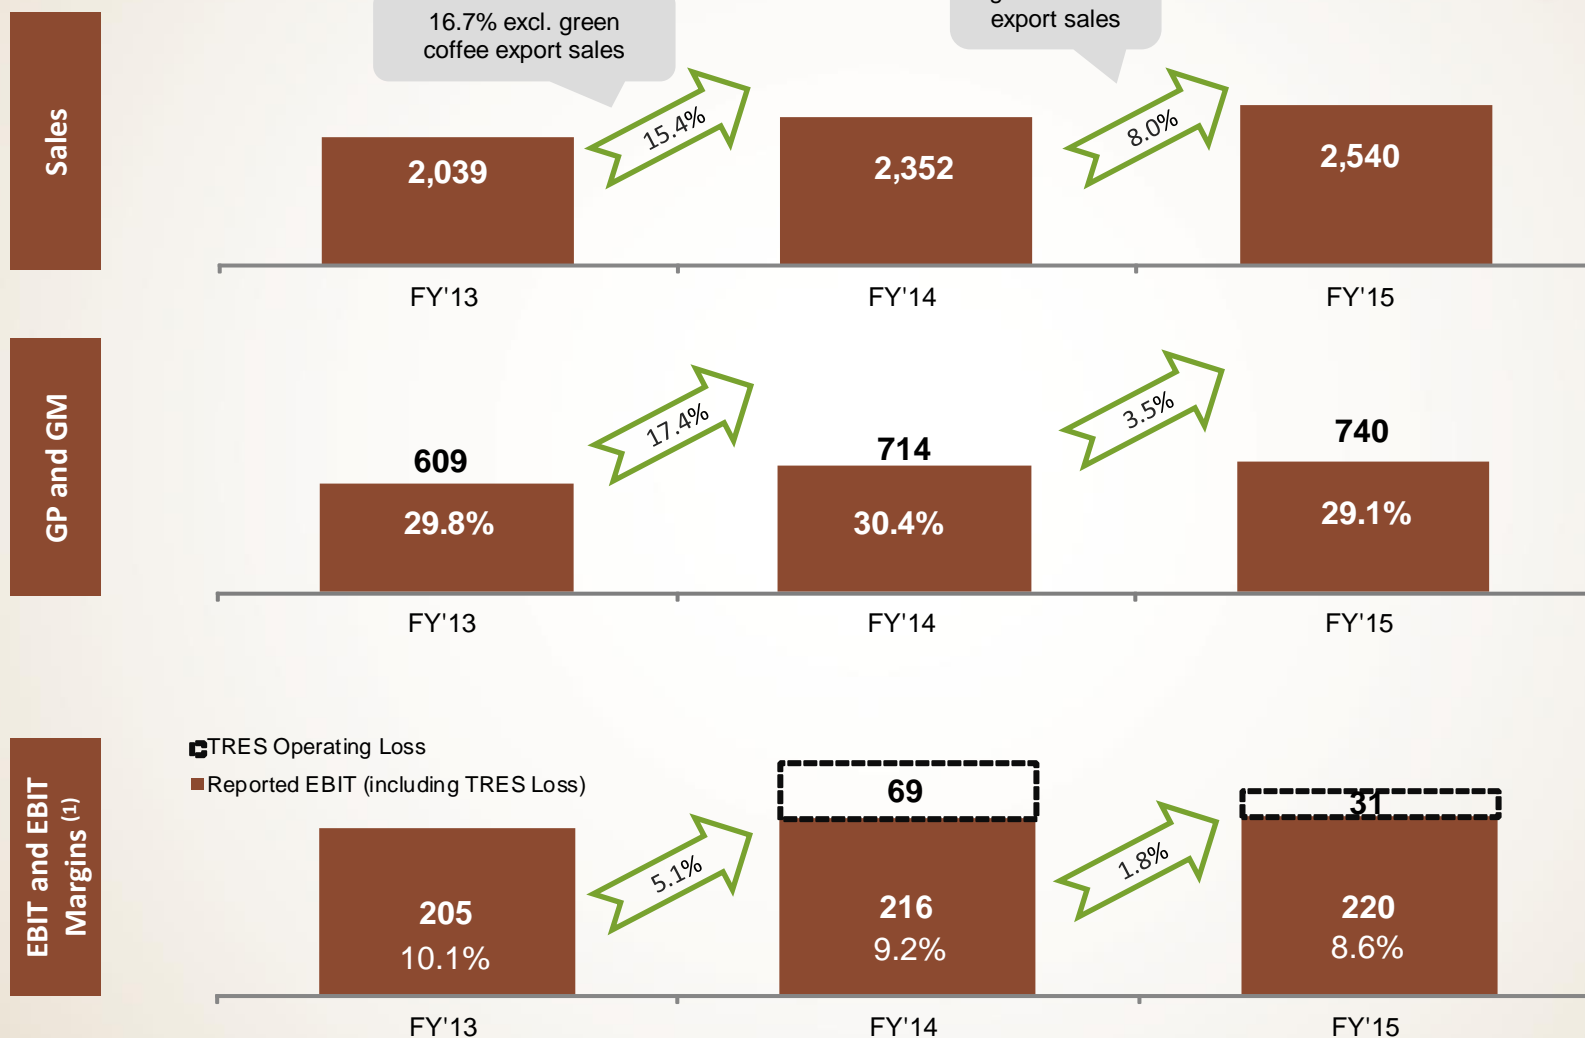 16.7% excl. green
coffee export sales
export sales
Sales
15.4%
8.0%
2,039
2,352
2,540
FY'13
FY'14
FY'15
GP and GM
17.4%
3.5%
609
714
740
29.8%
30.4%
29.1%
FY'13
FY'14
FY'15
EBIT and EBIT
Margins (1)
TRES Operating Loss
Reported EBIT (including TRES Loss)
69
31
5.1%
1.8%
205
216
220
10.1%
9.2%
8.6%
FY'13
FY'14
FY'15